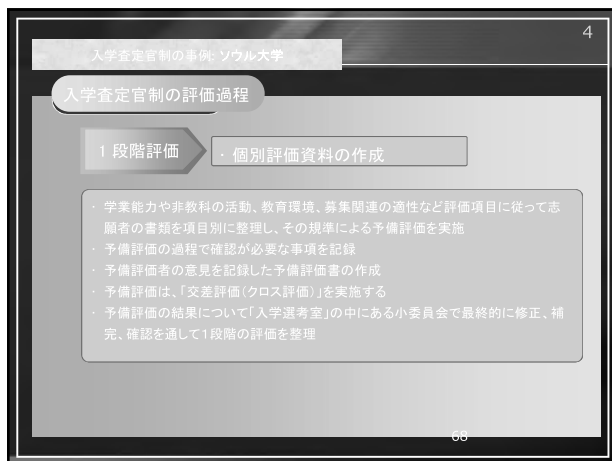 4
入学査定官制の事例: ソウル大学
入学査定官制の評価過程
1 段階評価
· 個別評価資料の作成
· 学業能力や非教科の活動、教育環境、募集関連の適性など評価項目に従って志
願者の書類を項目別に整理し、その規準による予備評価を実施
· 予備評価の過程で確認が必要な事項を記録
· 予備評価者の意見を記録した予備評価書の作成
· 予備評価は、「交差評価(クロス評価)」を実施する
· 予備評価の結果について「入学選考室」の中にある小委員会で最終的に修正、補
完、確認を通して1段階の評価を整理
68